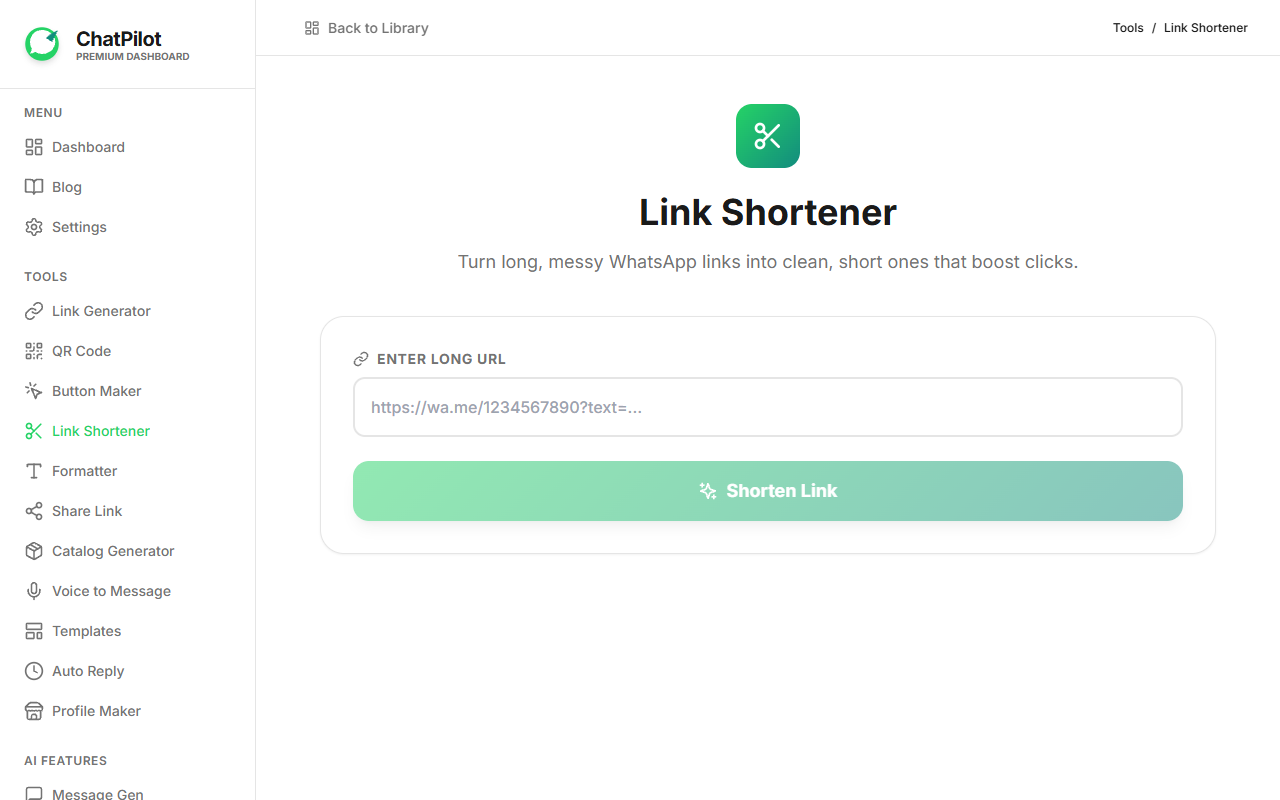 ChatPilot
PREMIUM DASHBOARD
MENU
Dashboard
Blog
Settings
TOOLS
Link Generator
QR Code
Button Maker
Link Shortener
Formatter
Share Link
Catalog Generator
Voice to Message
Templates
Auto Reply
Profile Maker
AI FEATURES
Message Gen
Back to Library
Tools / Link Shortener
Link Shortener
Turn long, messy WhatsApp links into clean, short ones that boost clicks.
ENTER LONG URL
https://wa.me/1234567890?text=...
Shorten Link